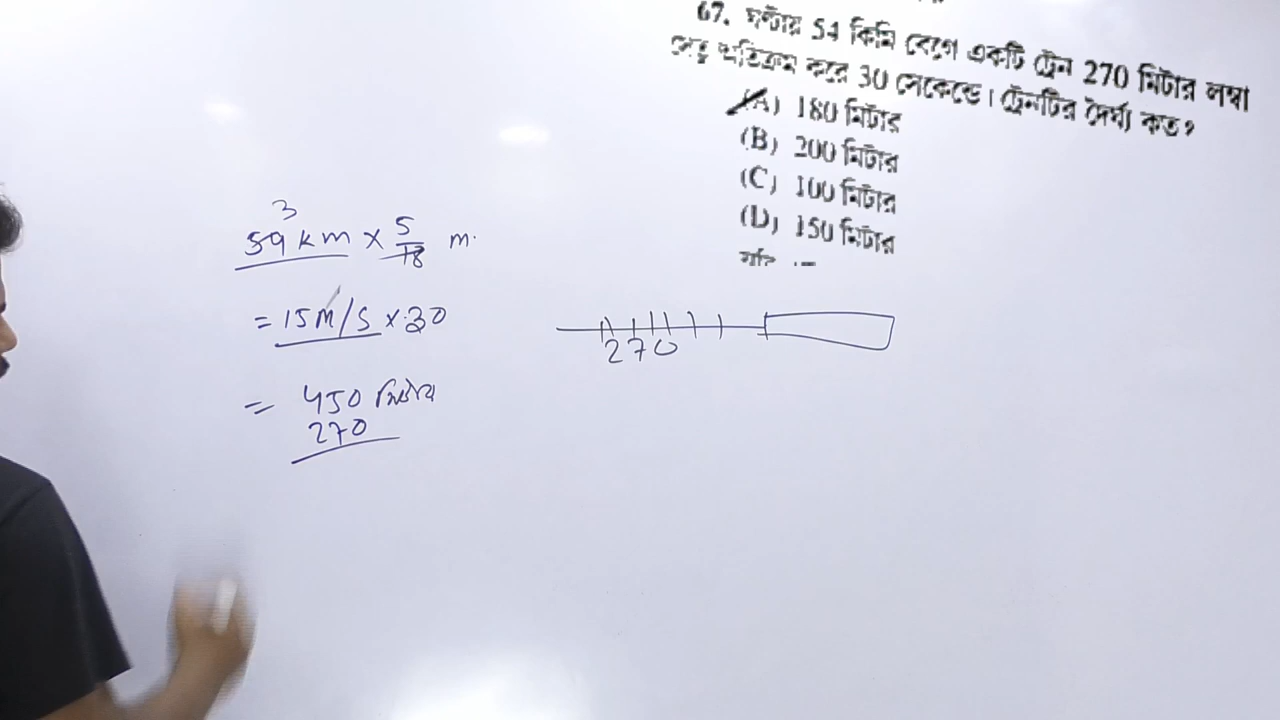 67. ঘন্টায় 54 কিমি বেগে একটি ট্রেন 270 মিটার লম্বা
সেতু অতিক্রম করে 30 সেকেন্ডে। ট্রেনটির দৈর্ঘ্য কত?
(A) 180 মিটার
(B) 200 মিটার
(C) 100 মিটার
(D) 150 মিটার
3
54 km × 5/18 m.
= 15 M/S × 30
= 450 মিটার
270
270